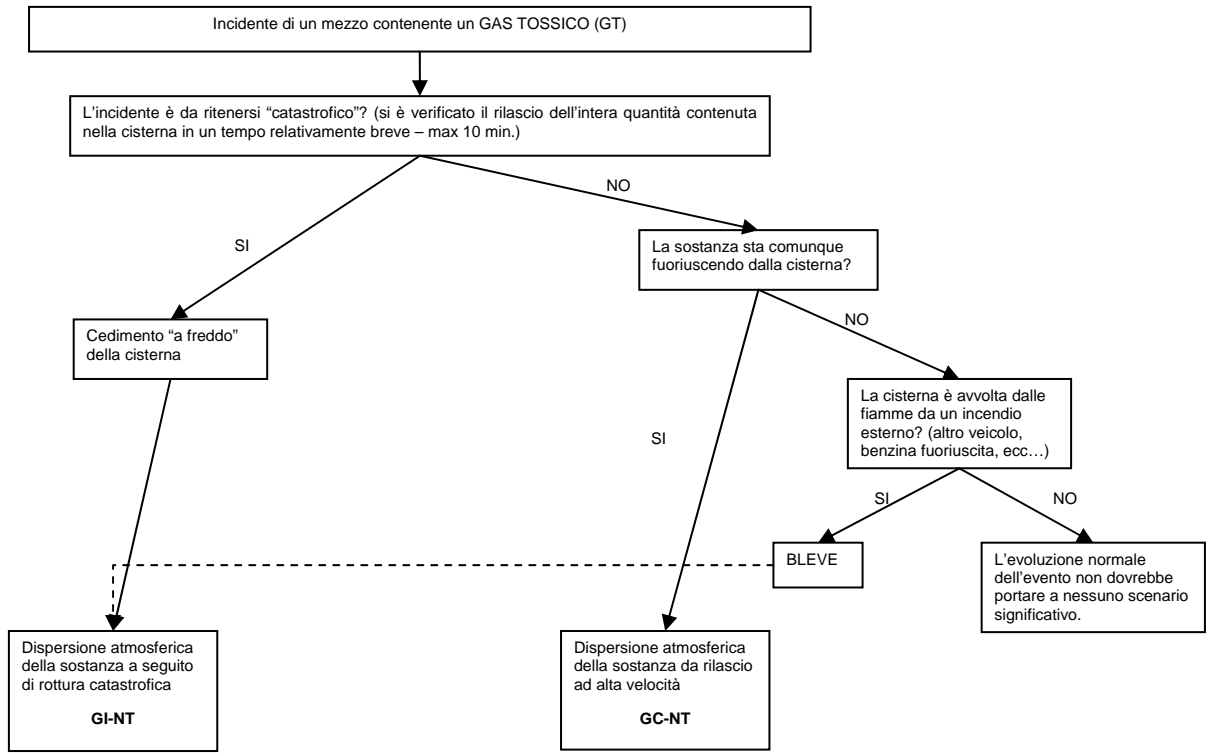 Incidente di un mezzo contenente un GAS TOSSICO (GT)
L'incidente è da ritenersi "catastrofico"? (si è verificato il rilascio dell'intera quantità contenuta
nella cisterna in un tempo relativamente breve – max 10 min.)
NO
SI
La sostanza sta comunque
fuoriuscendo dalla cisterna?
Cedimento "a freddo"
della cisterna
NO
La cisterna è avvolta dalle
fiamme da un incendio
esterno? (altro veicolo,
benzina fuoriuscita, ecc…)
SI
SI
NO
BLEVE
L'evoluzione normale
dell'evento non dovrebbe
portare a nessuno scenario
significativo.
Dispersione atmosferica
della sostanza a seguito
di rottura catastrofica
GI-NT
Dispersione atmosferica
della sostanza da rilascio
ad alta velocità
GC-NT